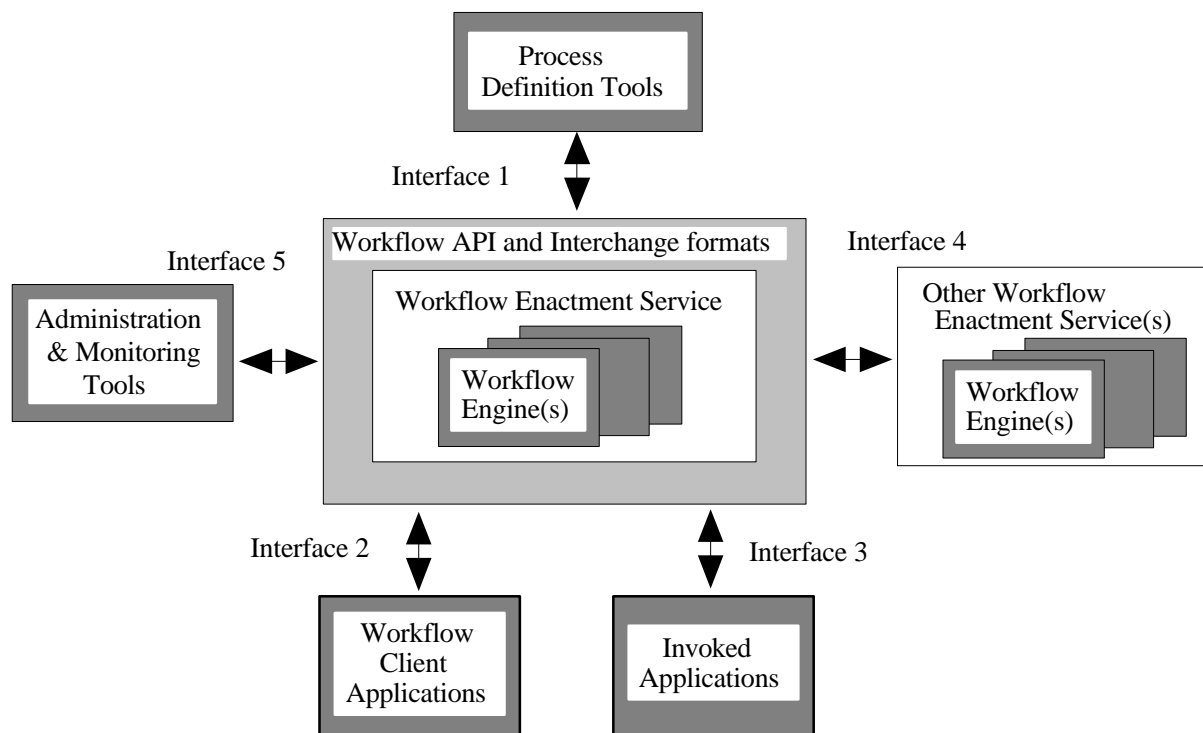 Process
Definition Tools
Interface 1
Workflow API and Interchange formats
Interface 4
Interface 5
Workflow Enactment Service
Other Workflow
Enactment Service(s)
Administration
& Monitoring
Tools
Workflow
Engine(s)
Workflow
Engine(s)
Interface 2
Interface 3
Workflow
Client
Applications
Invoked
Applications